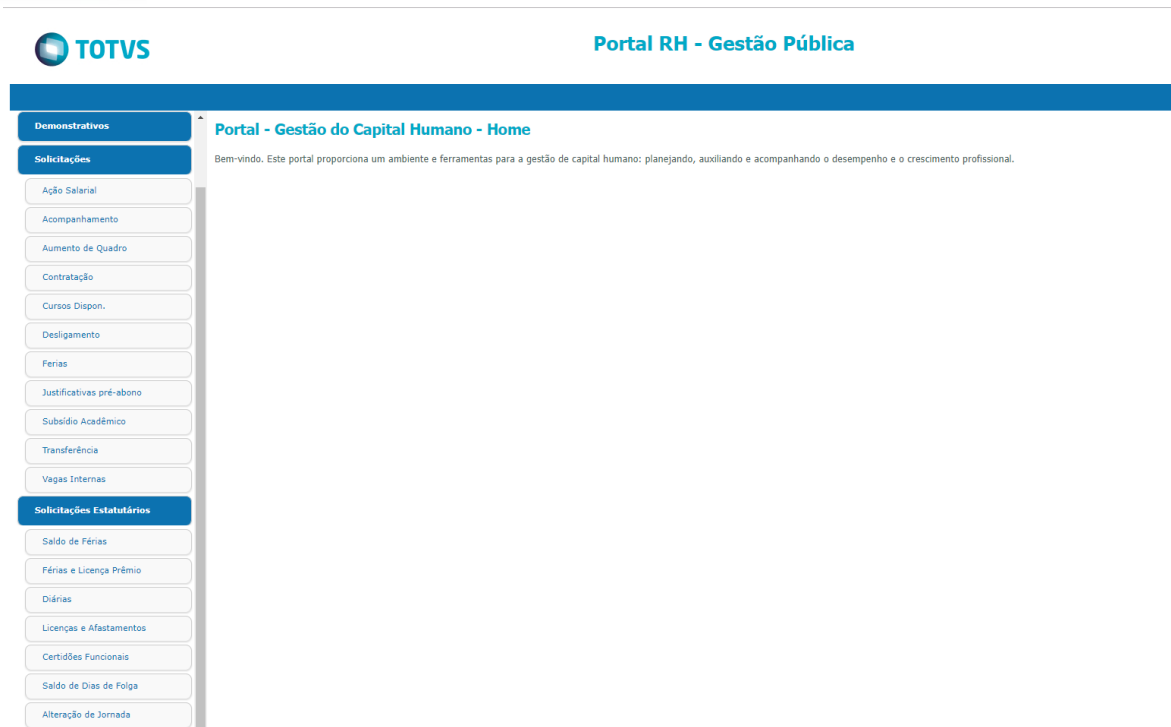 TOTVS
Portal RH - Gestão Pública
Demonstrativos
Portal - Gestão do Capital Humano - Home
Solicitações
Bem-vindo. Este portal proporciona um ambiente e ferramentas para a gestão de capital humano: planejando, auxiliando e acompanhando o desempenho e o crescimento profissional.
Ação Salarial
Acompanhamento
Aumento de Quadro
Contratação
Cursos Dispon.
Desligamento
Ferias
Justificativas pré-abono
Subsídio Acadêmico
Transferência
Vagas Internas
Solicitações Estatutários
Saldo de Férias
Férias e Licença Prêmio
Diárias
Licenças e Afastamentos
Certidões Funcionais
Saldo de Dias de Folga
Alteração de Jornada